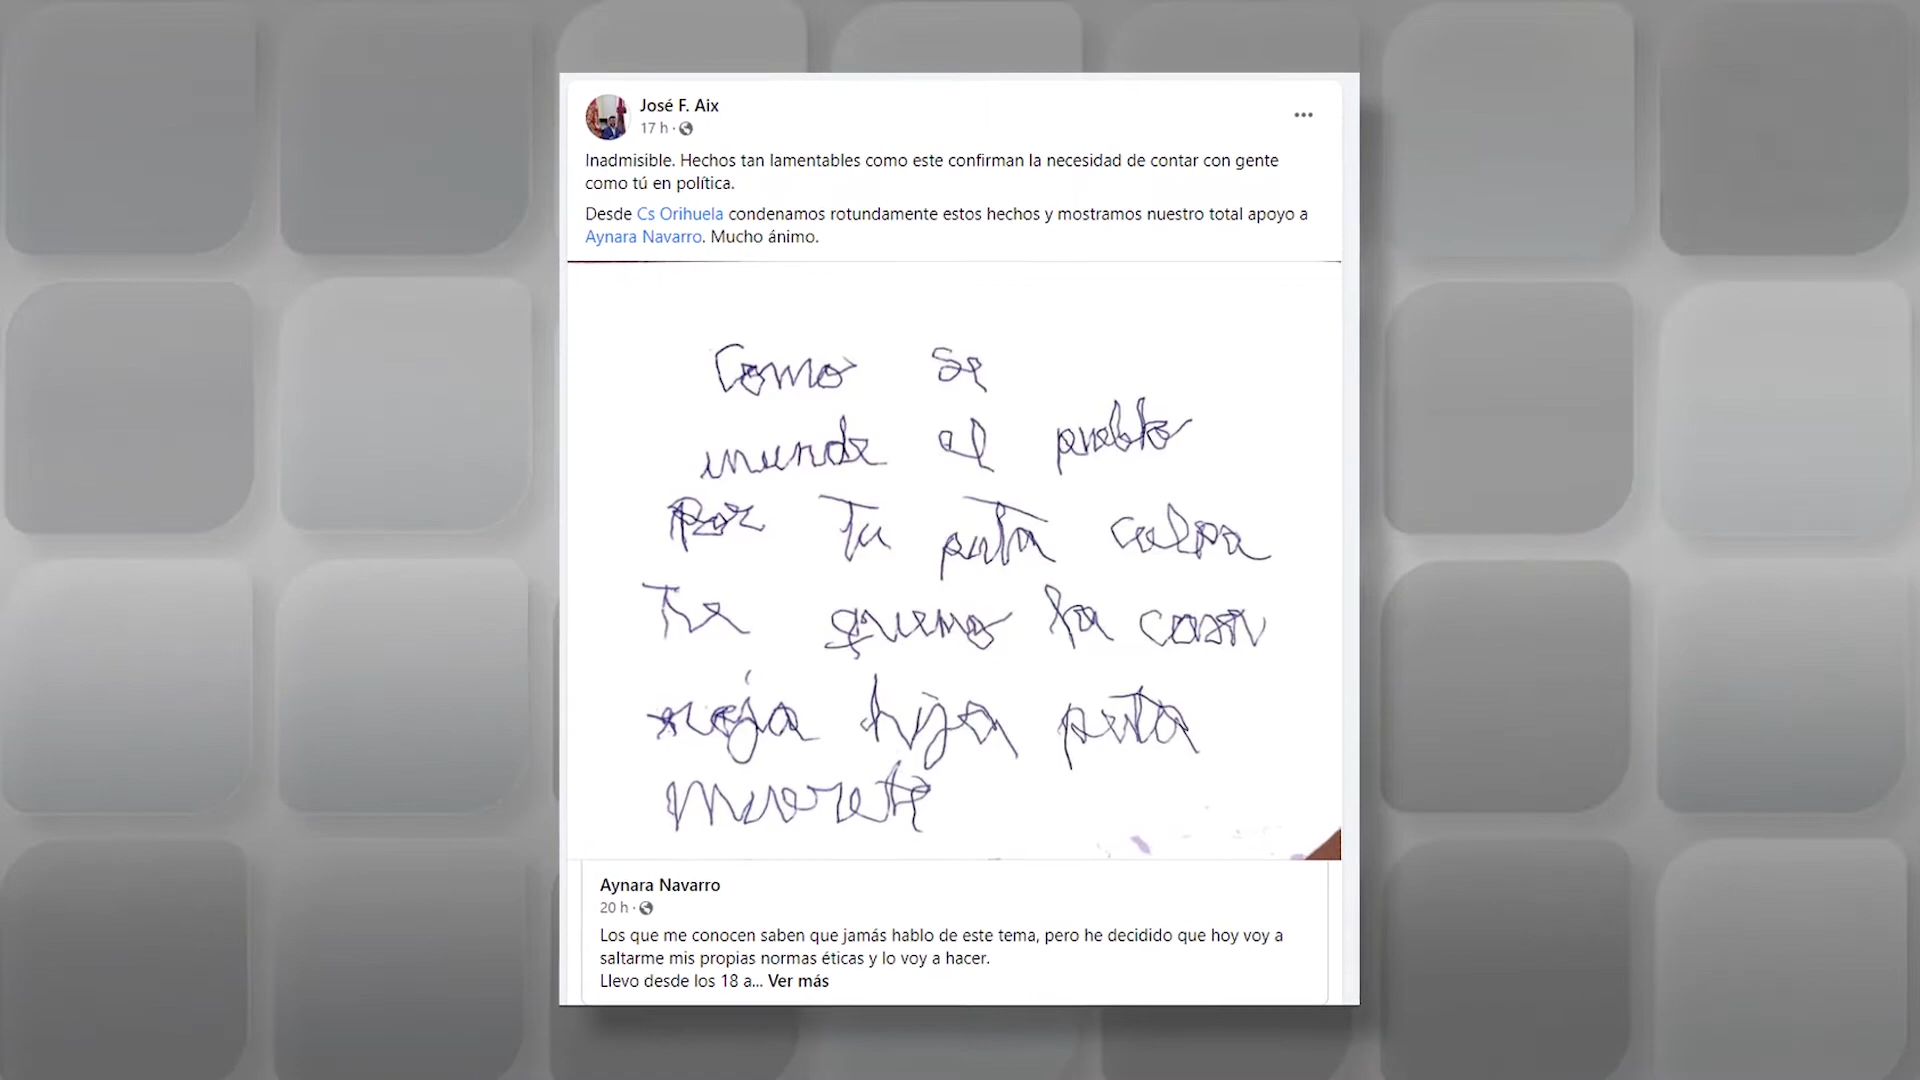 José F. Aix
17 h ·
Inadmisible. Hechos tan lamentables como este confirman la necesidad de contar con gente
como tú en política.
Desde Cs Orihuela condenamos rotundamente estos hechos y mostramos nuestro total apoyo a
Aynara Navarro. Mucho ánimo.
Como se
inunde el pueblo
Por Tu puta culpa
Te quemo la casa
roja hija puta
muerete
Aynara Navarro
20 h ·
Los que me conocen saben que jamás hablo de este tema, pero he decidido que hoy voy a
saltarme mis propias normas éticas y lo voy a hacer.
Llevo desde los 18 a... Ver más